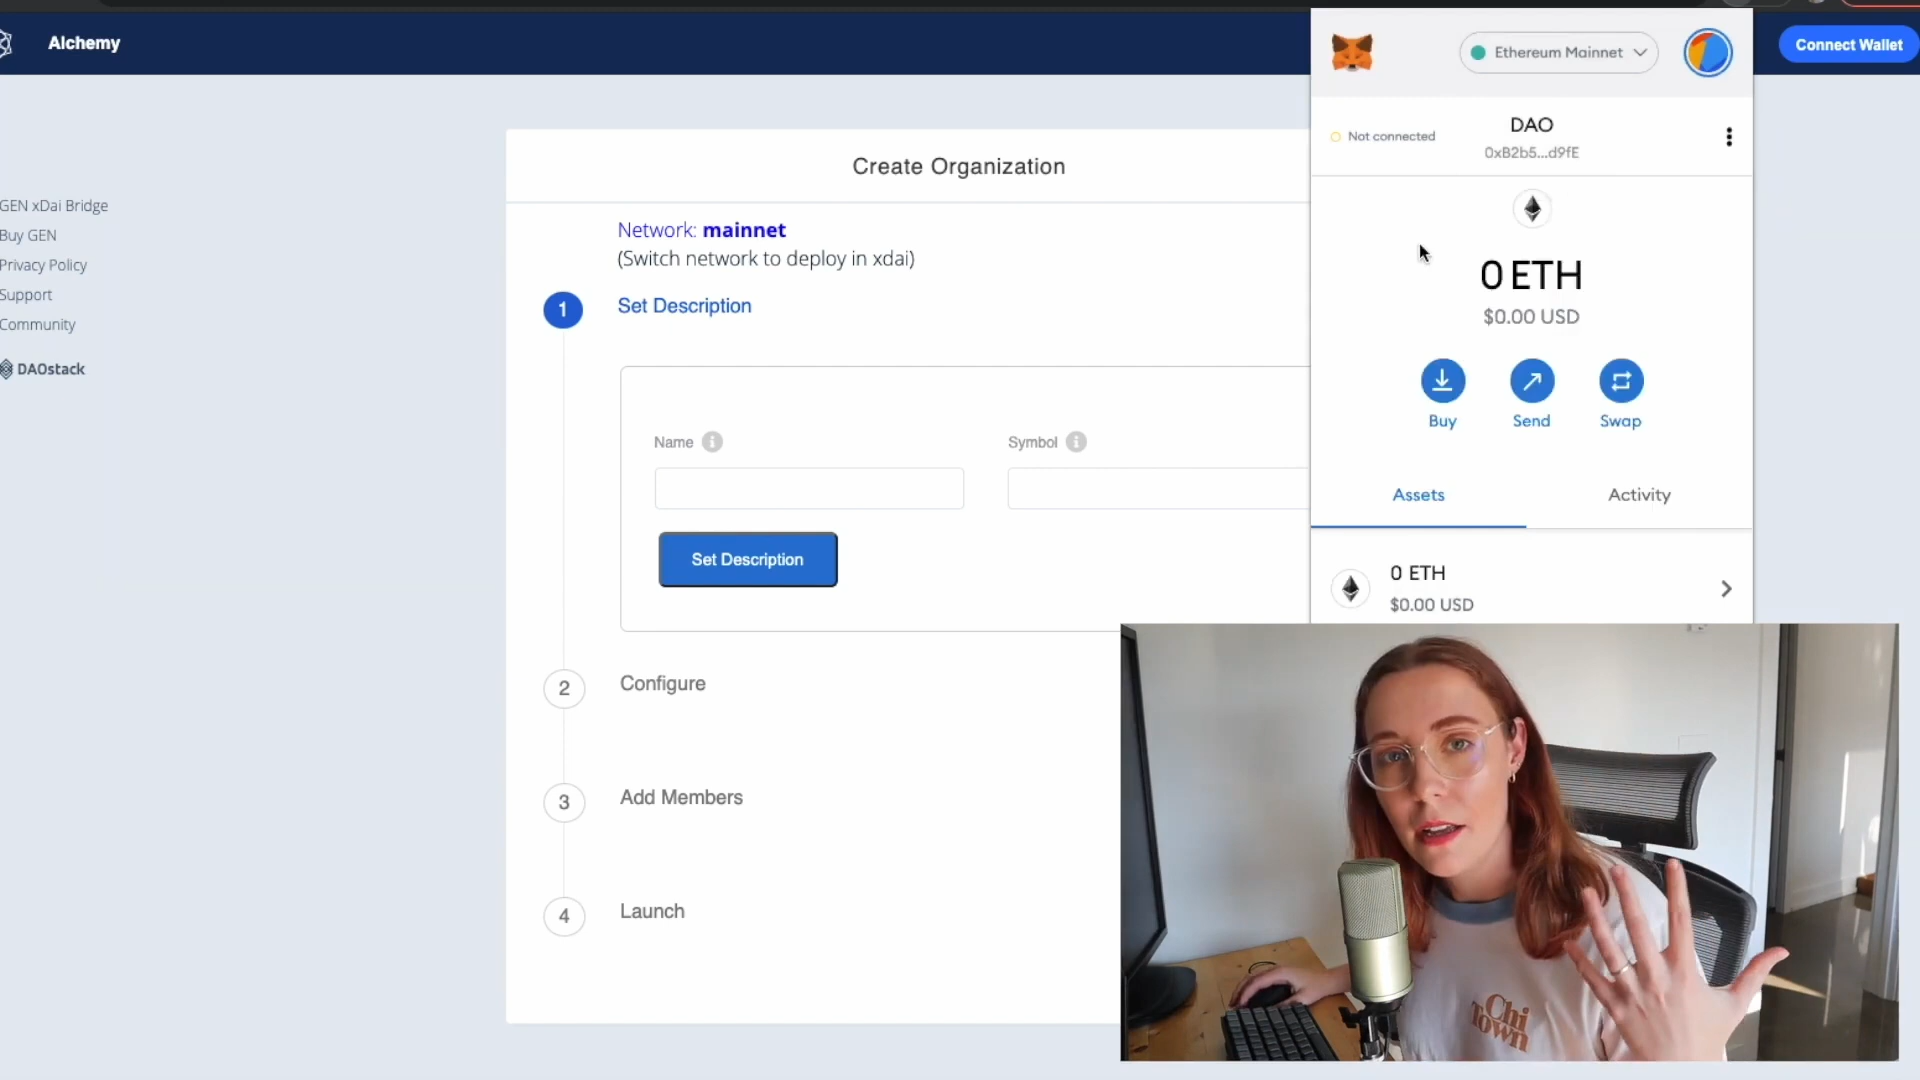 Alchemy
Connect Wallet
GEN xDai Bridge
Buy GEN
Privacy Policy
Support
Community
DAOstack
Create Organization
Network: mainnet
(Switch network to deploy in xdai)
1
Set Description
Name
Symbol
Set Description
2
Configure
3
Add Members
4
Launch
Ethereum Mainnet
Not connected
DAO
0xB2b5...d9fE
0 ETH
$0.00 USD
Buy
Send
Swap
Assets
Activity
0 ETH
$0.00 USD
Chi
Town